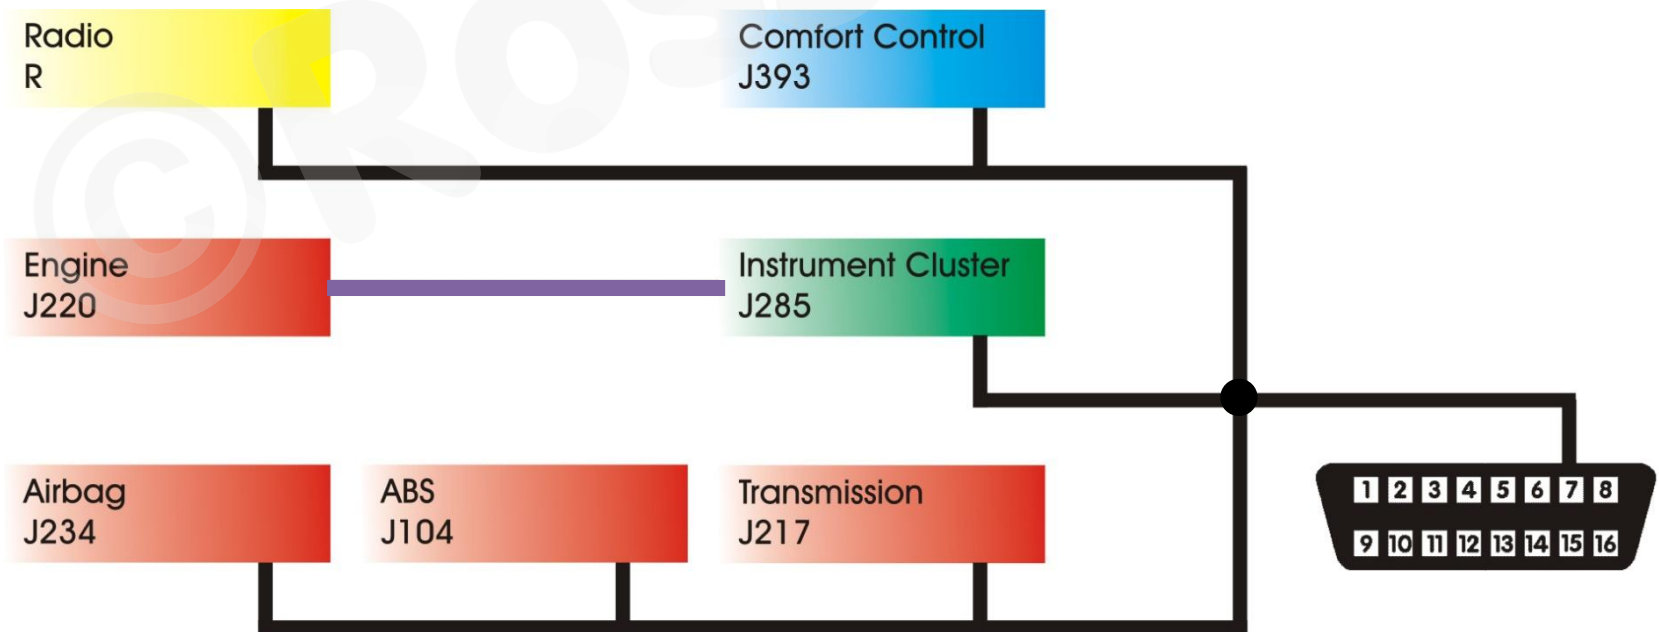 Radio
R
Comfort Control
J393
Engine
J220
Instrument Cluster
J285
Airbag
J234
ABS
J104
Transmission
J217
1 2 3 4 5 6 7 8
9 10 11 12 13 14 15 16
©Ros